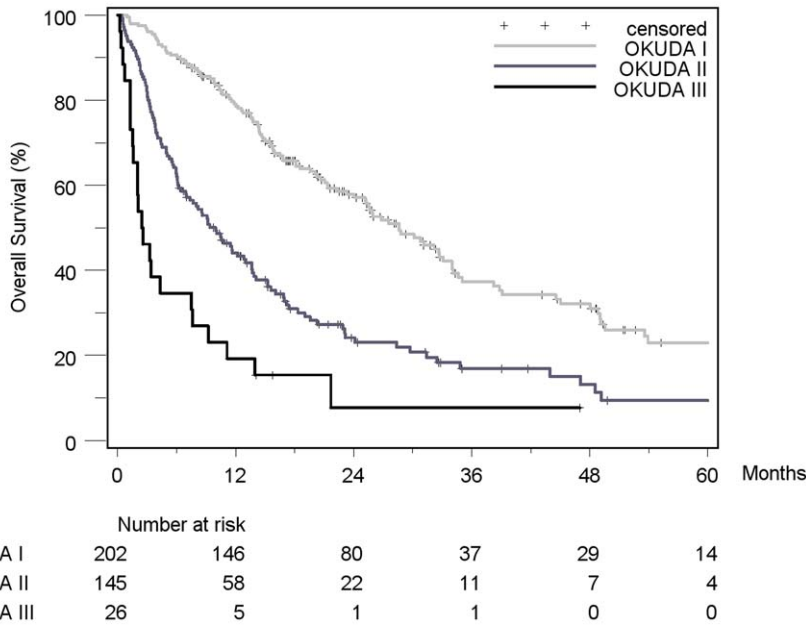 100
80
60
40
20
0
Overall Survival (%)
+ + + censored
OKUDA I
OKUDA II
OKUDA III
0 12 24 36 48 60 Months
Number at risk
A I 202 146 80 37 29 14
A II 145 58 22 11 7 4
A III 26 5 1 1 0 0